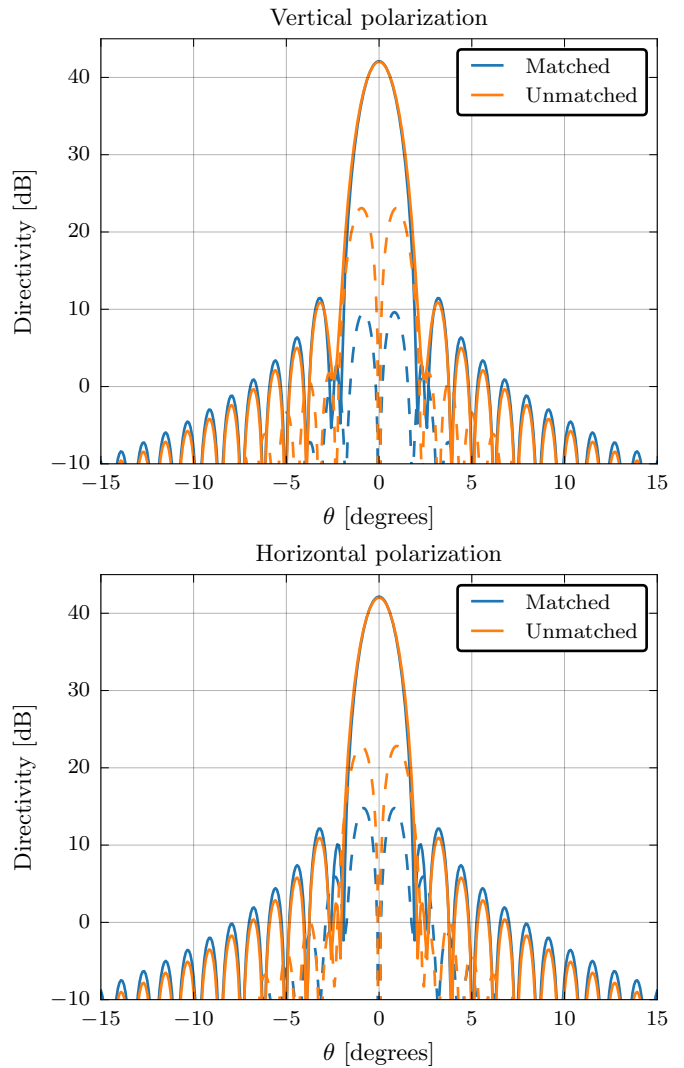 Vertical polarization
Matched
Unmatched
Directivity [dB]
40
30
20
10
0
−10
−15
−10
−5
0
5
10
15
θ [degrees]
Horizontal polarization
Matched
Unmatched
Directivity [dB]
40
30
20
10
0
−10
−15
−10
−5
0
5
10
15
θ [degrees]